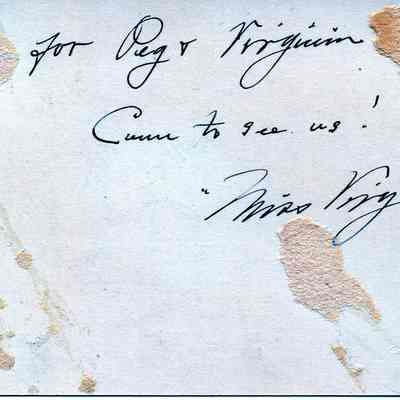 for Peg & Virginia
Come to see us!
"Miss Virg